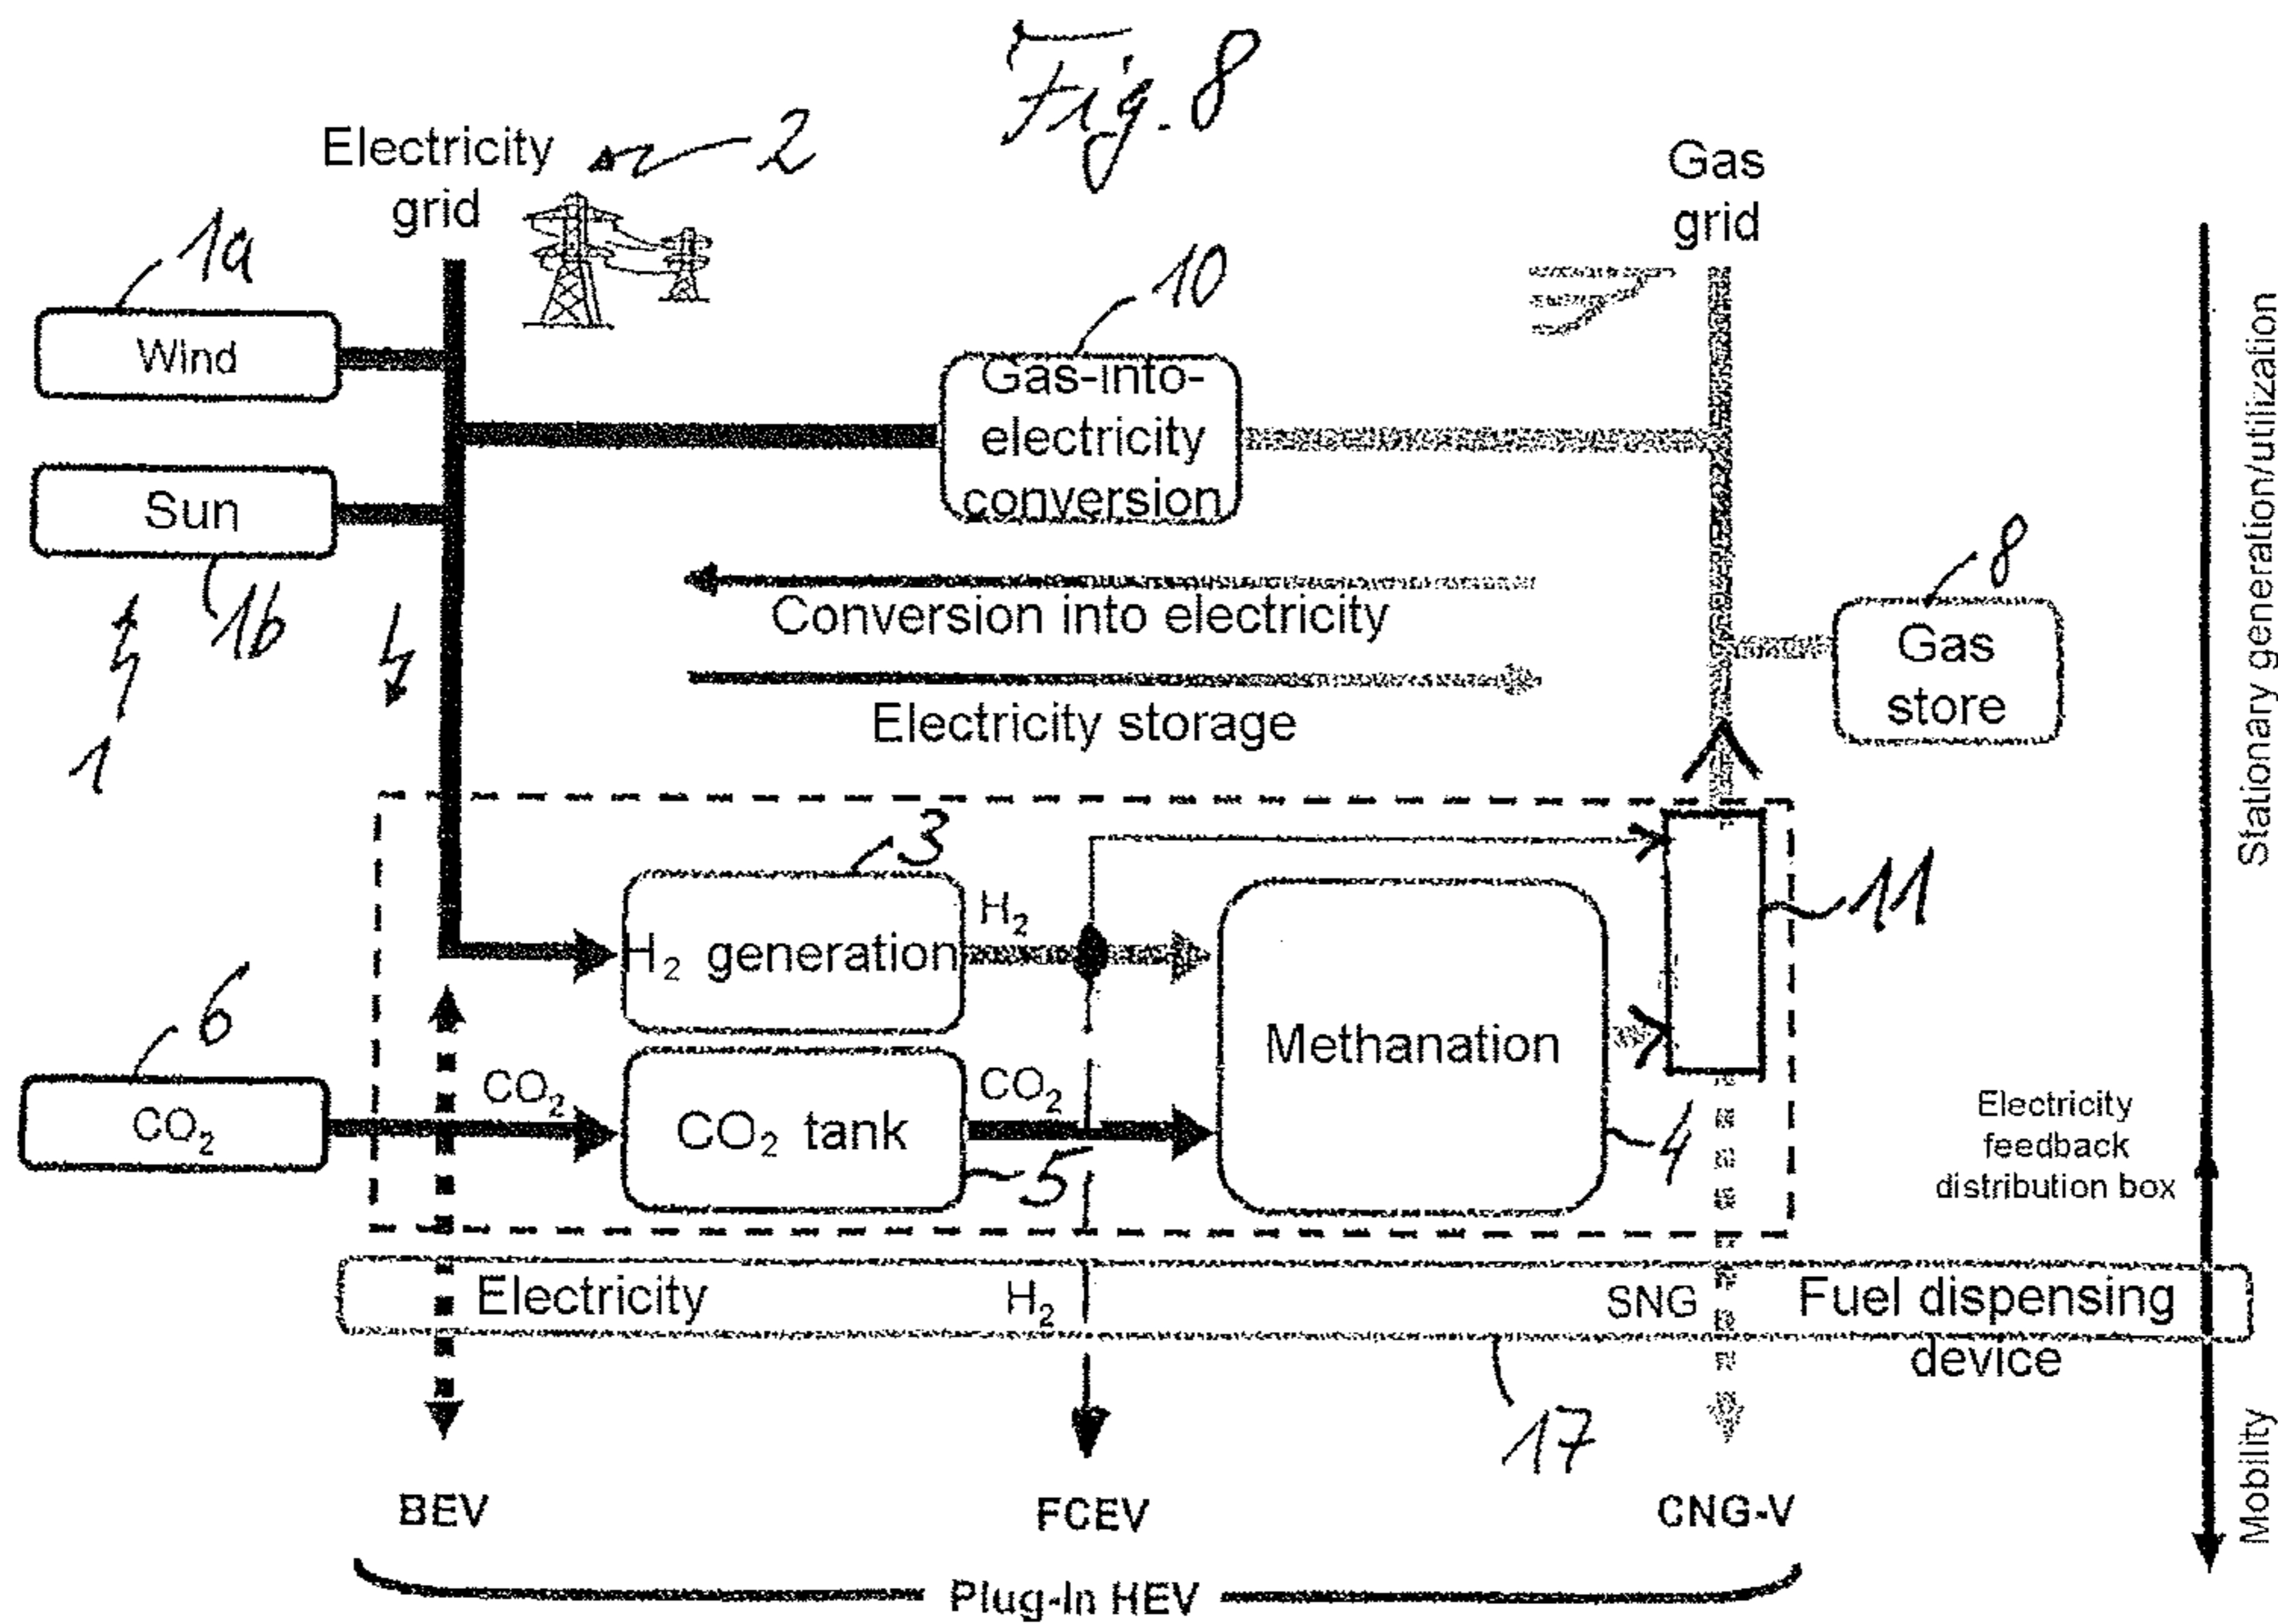 Fig. 8
Electricity
grid
2
Gas
grid
1a
Wind
10
Gas-into-
electricity
conversion
Sun
1b
1
Conversion into electricity
Electricity storage
8
Gas
store
Stationary generation/utilization
3
H₂ generation
H₂
11
6
CO₂
CO₂
CO₂ tank
CO₂
5
Methanation
4
Electricity
feedback
distribution box
Electricity
H₂
SNG
Fuel dispensing
device
17
Mobility
BEV
FCEV
CNG-V
Plug-In HEV